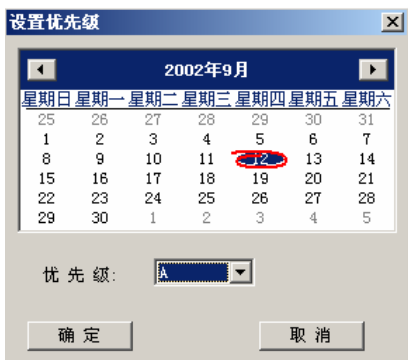 设置优先级
2002年9月
星期日 星期一 星期二 星期三 星期四 星期五 星期六
25 26 27 28 29 30 31
1 2 3 4 5 6 7
8 9 10 11 12 13 14
15 16 17 18 19 20 21
22 23 24 25 26 27 28
29 30 1 2 3 4 5
优 先 级: A
确 定 取 消